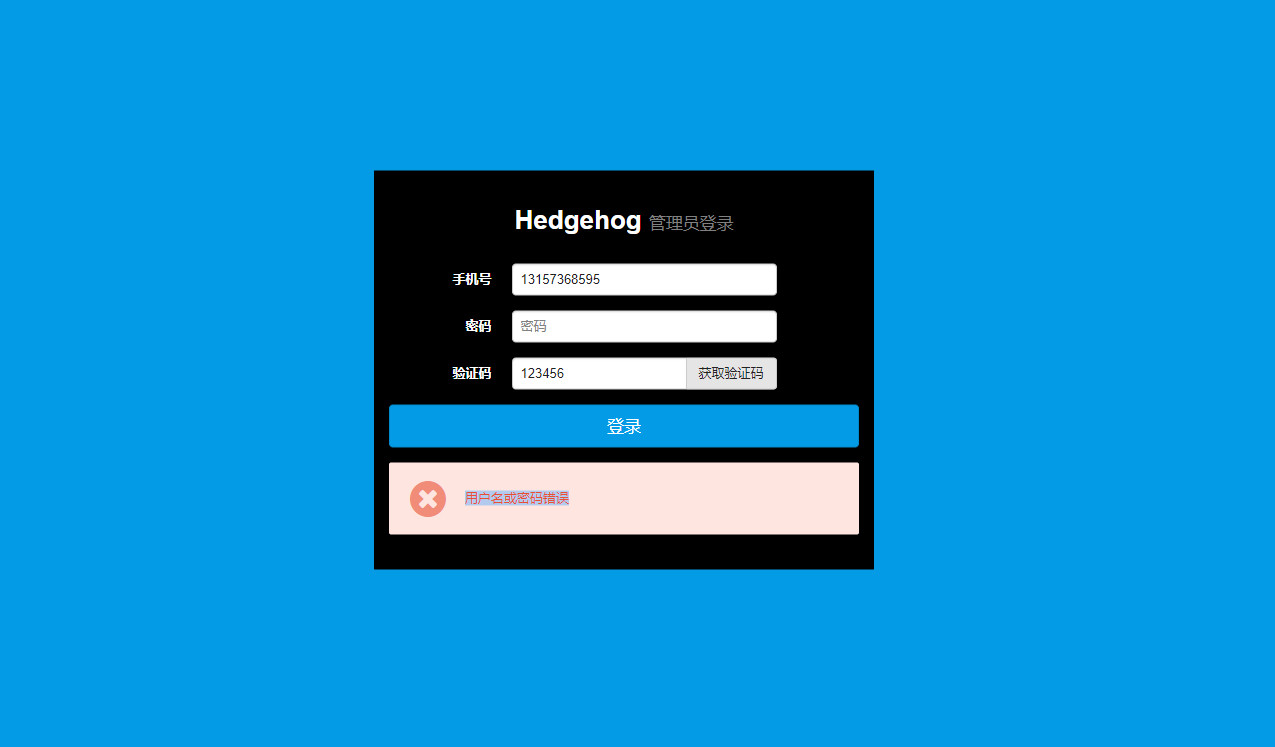 Hedgehog 管理员登录
手机号 13157368595
密码 密码
验证码 123456 获取验证码
登录
用户名或密码错误